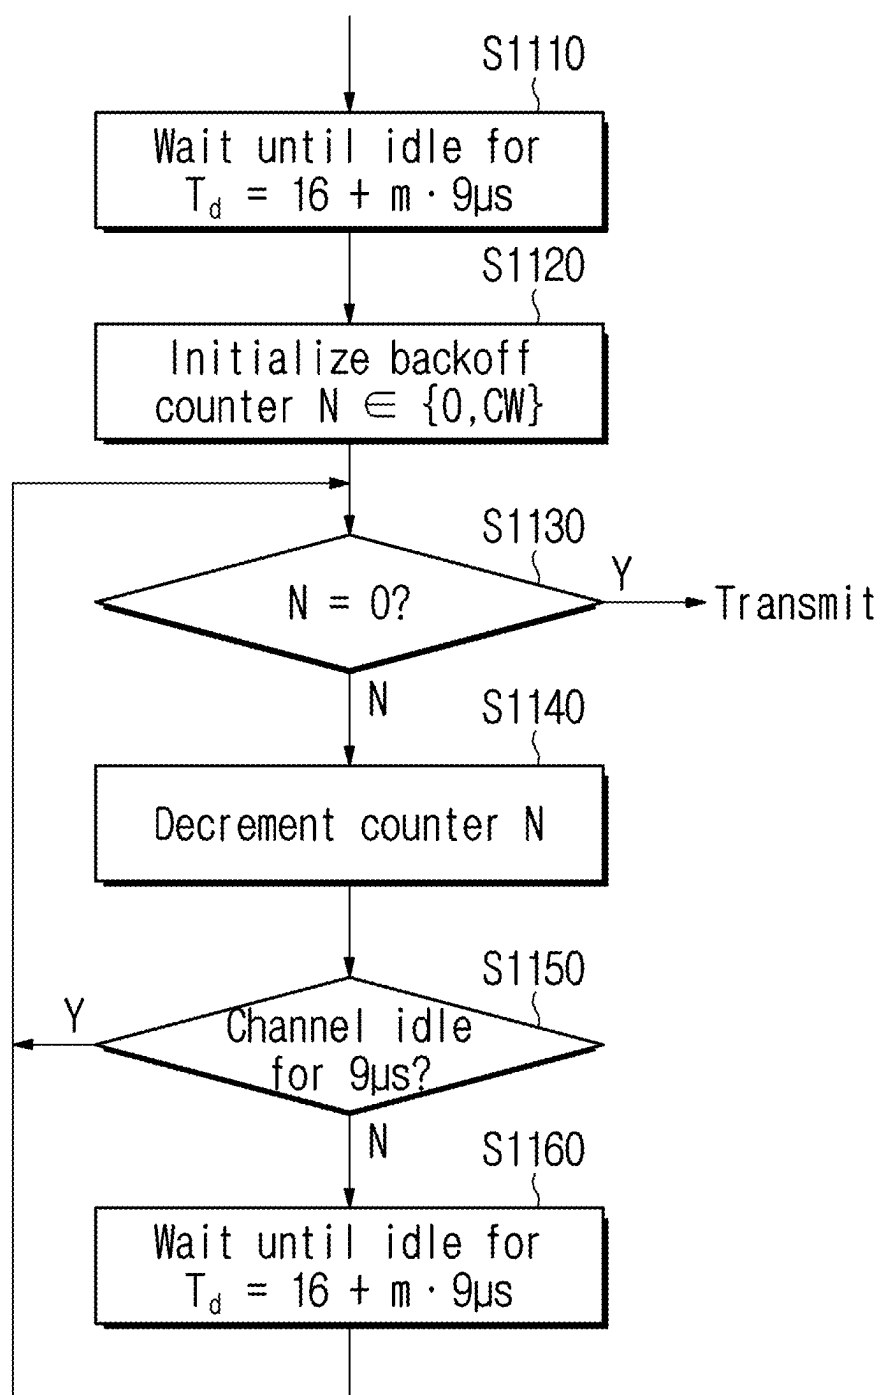 S1110
Wait until idle for
T_d = 16 + m · 9µs
S1120
Initialize backoff
counter N ∈ {0,CW}
S1130
N = 0?
Y
Transmit
N
S1140
Decrement counter N
S1150
Y
Channel idle
for 9µs?
N
S1160
Wait until idle for
T_d = 16 + m · 9µs